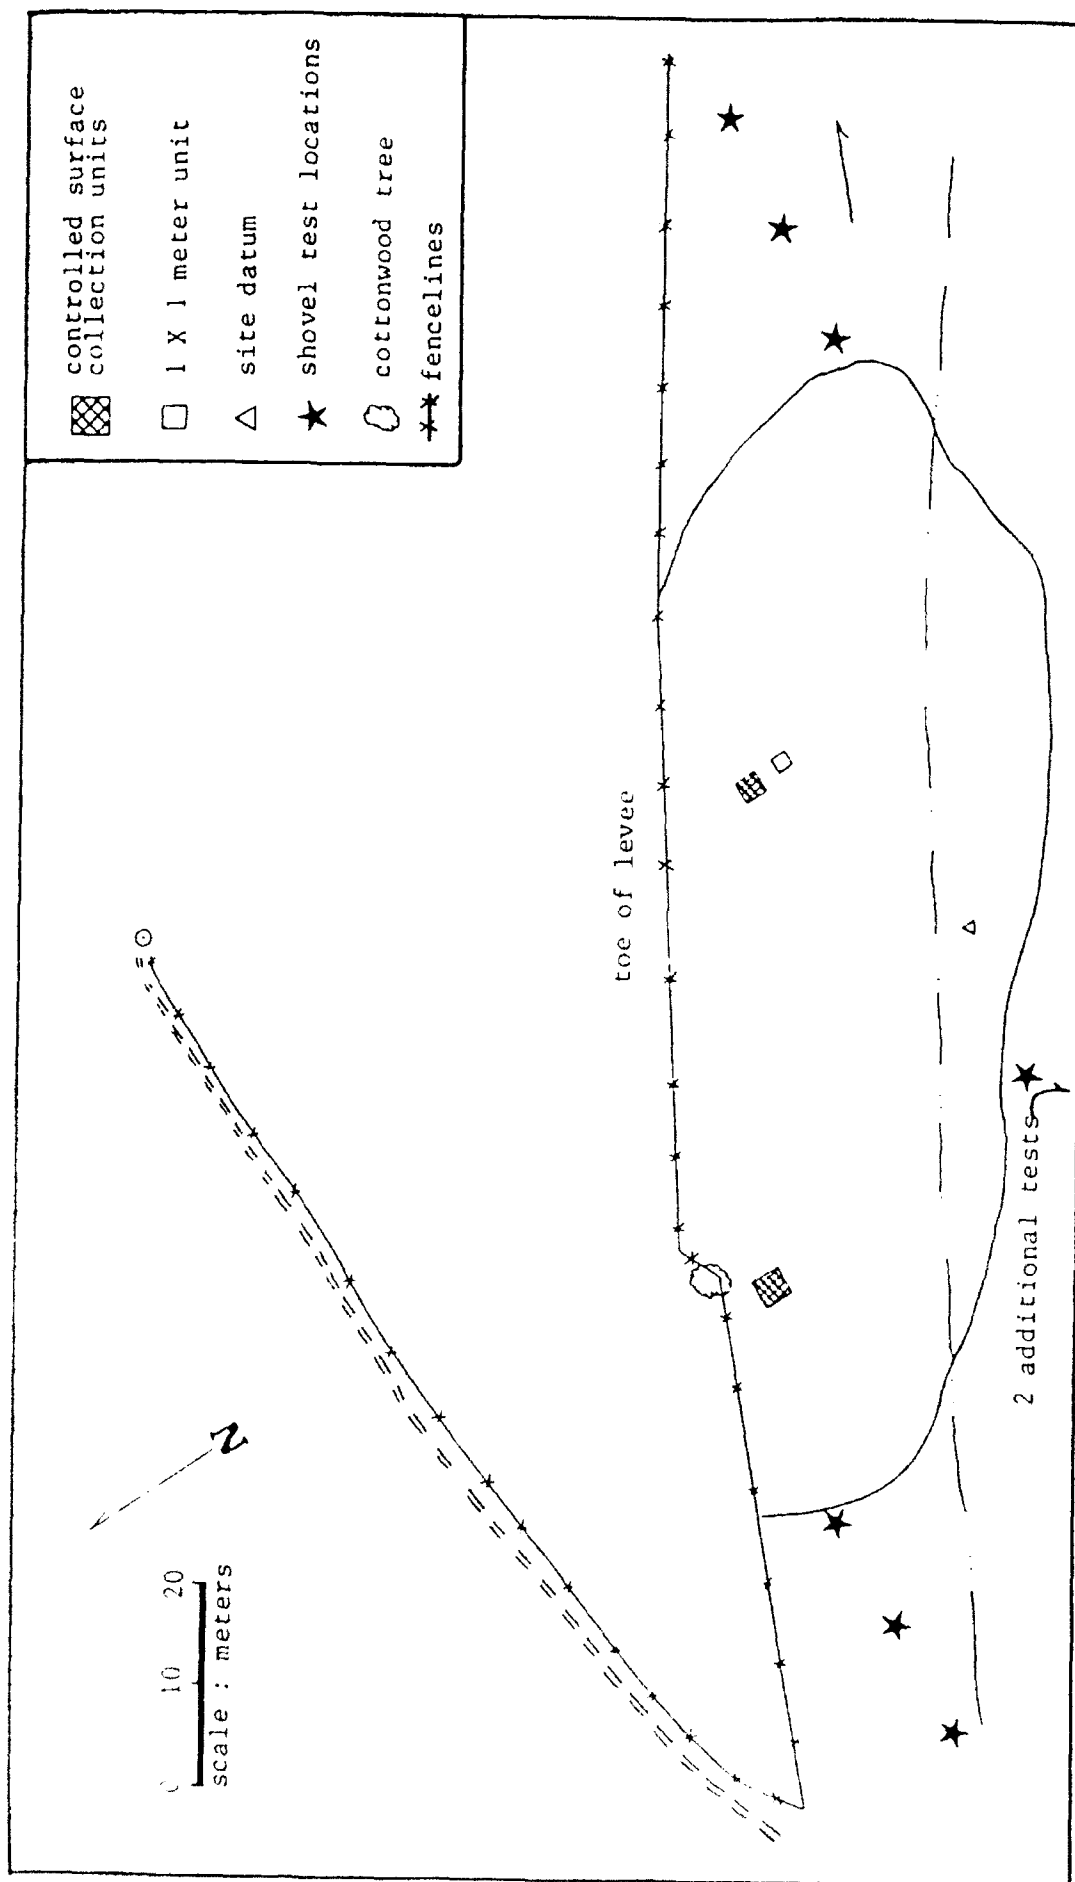 controlled surface
collection units
1 X 1 meter unit
site datum
shovel test locations
cottonwood tree
fencelines
toe of levee
2 additional tests
N
0 10 20
scale : meters